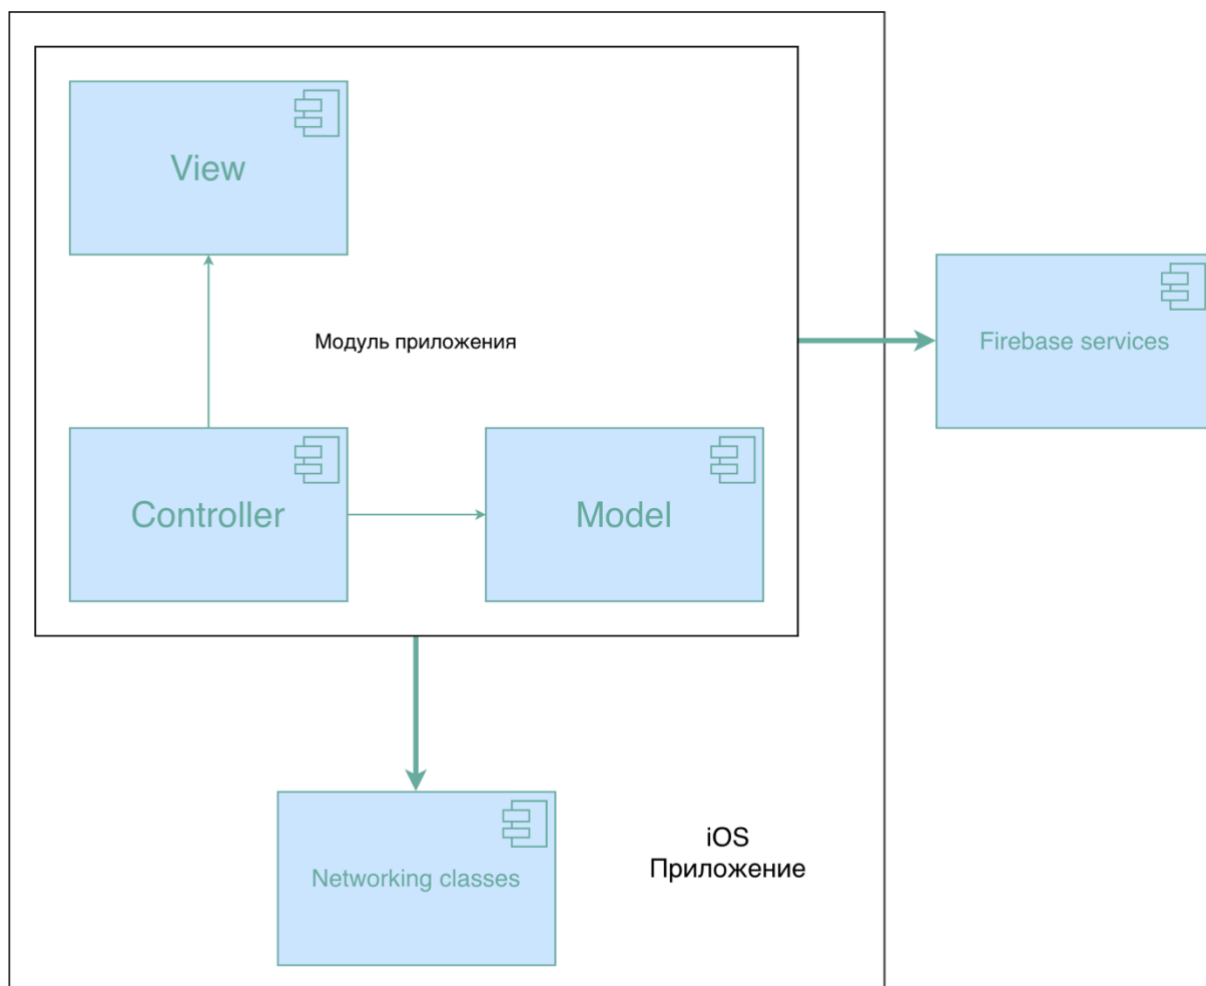 View
Модуль приложения
Firebase services
Controller
Model
Networking classes
iOS
Приложение